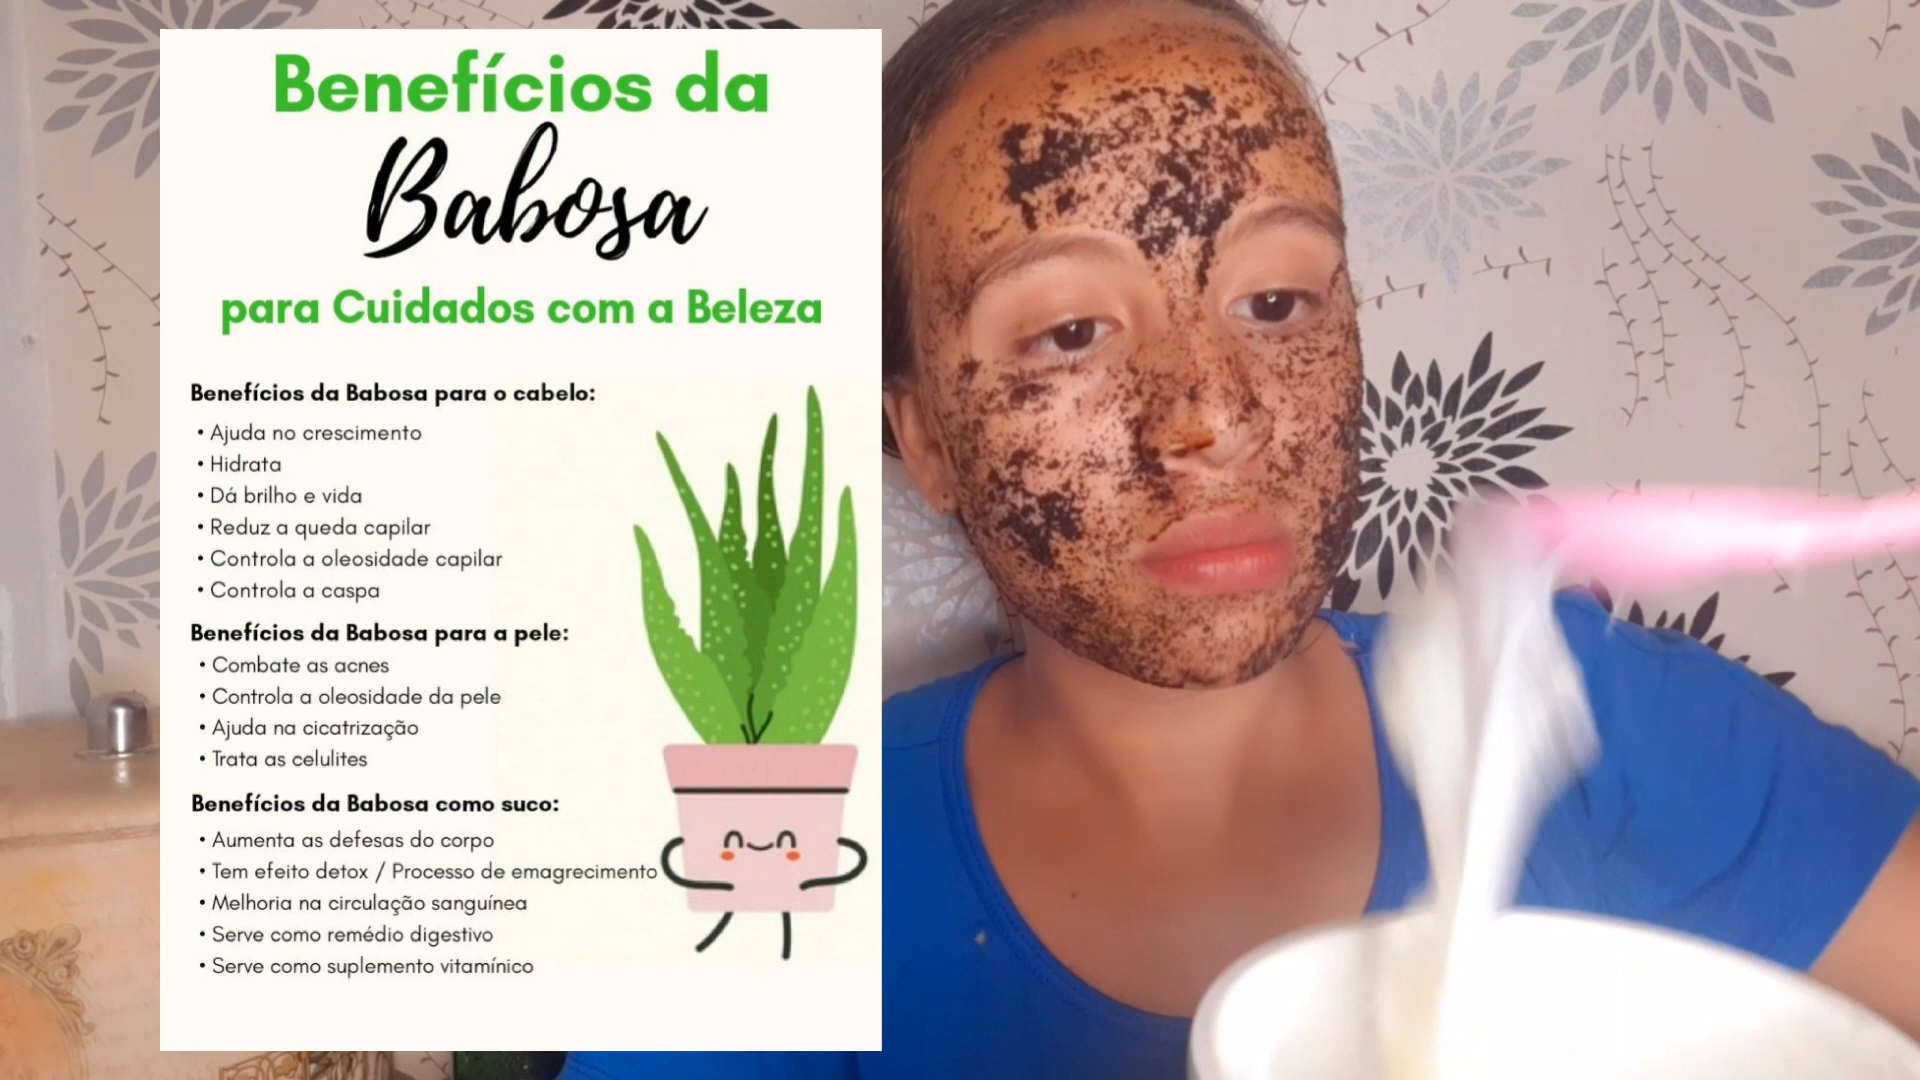 Benefícios da
Babosa
para Cuidados com a Beleza
Benefícios da Babosa para o cabelo:
• Ajuda no crescimento
• Hidrata
• Dá brilho e vida
• Reduz a queda capilar
• Controla a oleosidade capilar
• Controla a caspa
Benefícios da Babosa para a pele:
• Combate as acnes
• Controla a oleosidade da pele
• Ajuda na cicatrização
• Trata as celulites
Benefícios da Babosa como suco:
• Aumenta as defesas do corpo
• Tem efeito detox / Processo de emagrecimento
• Melhoria na circulação sanguínea
• Serve como remédio digestivo
• Serve como suplemento vitamínico